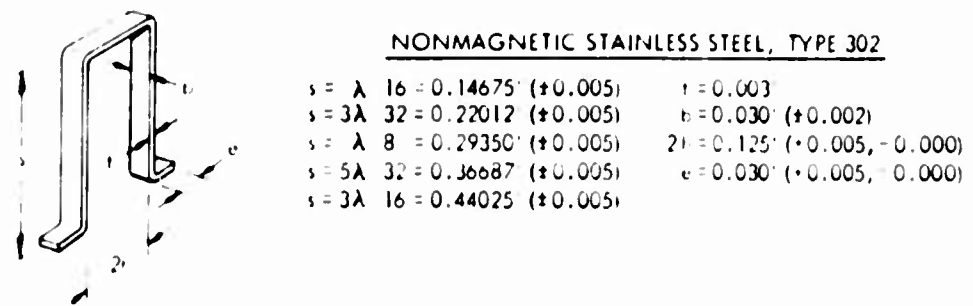 NONMAGNETIC STAINLESS STEEL, TYPE 302
s = λ 16 = 0.14675" (±0.005) t = 0.003
s = 3λ 32 = 0.22012 (±0.005) b = 0.030" (±0.002)
s = λ 8 = 0.29350" (±0.005) = 0.125" (+0.005, -0.000)
s = 5λ 32 = 0.36687 (±0.005) e = 0.030" (+0.005, 0.000)
s = 3λ 16 = 0.44025" (±0.005)
b
t
e
s